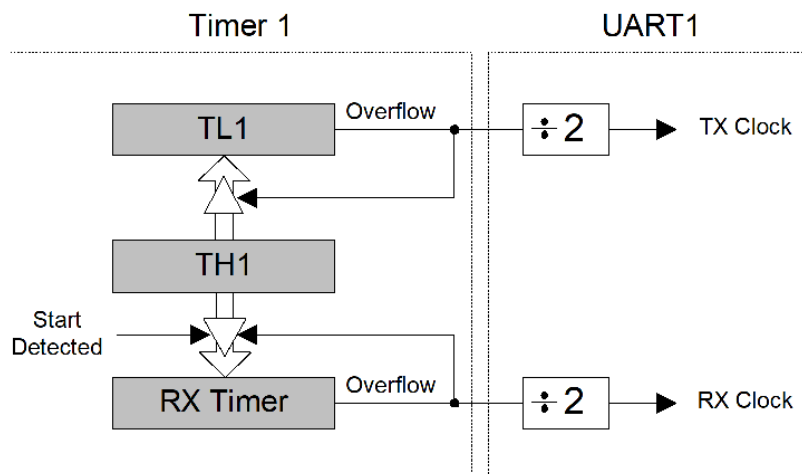 Timer 1
UART1
TL1
Overflow
÷ 2
TX Clock
TH1
Start
Detected
RX Timer
Overflow
÷ 2
RX Clock